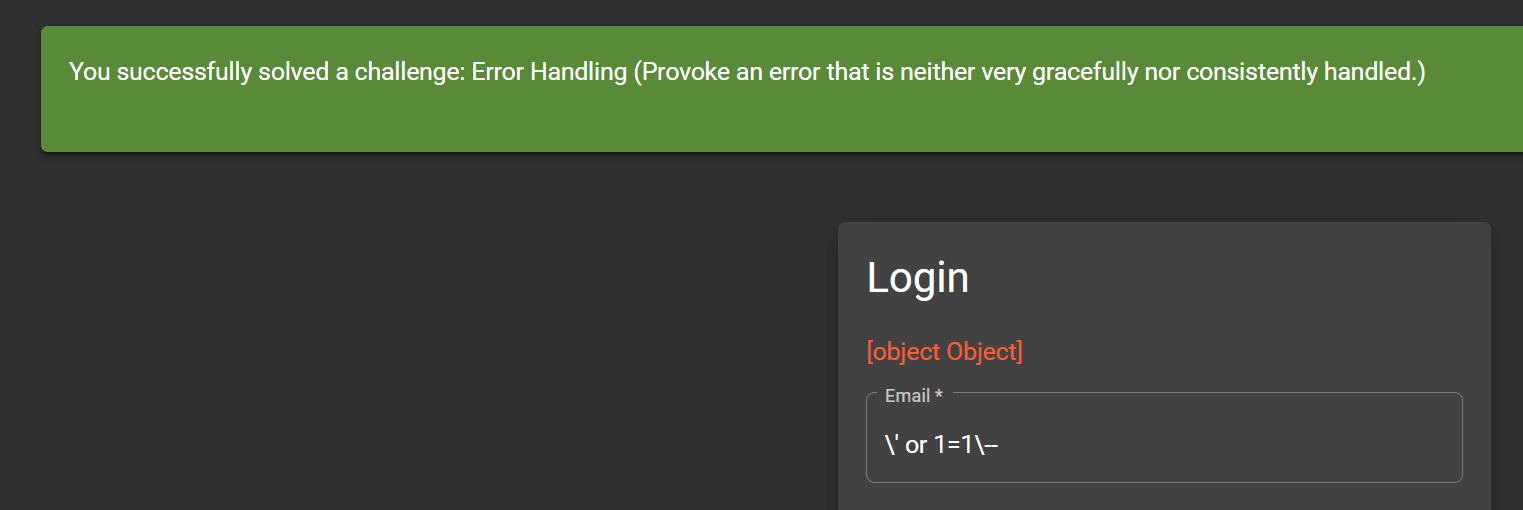 You successfully solved a challenge: Error Handling (Provoke an error that is neither very gracefully nor consistently handled.)
Login
[object Object]
Email *
\' or 1=1\--